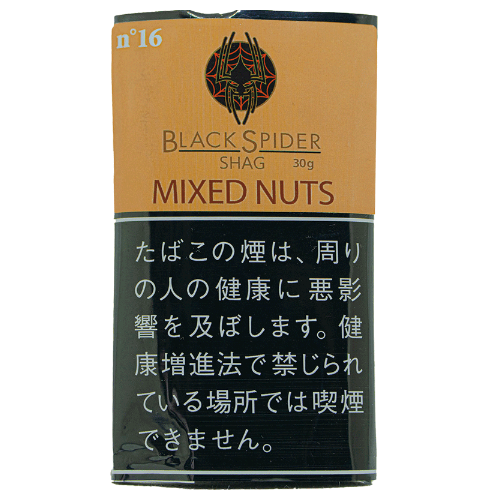 n°16
BLACK SPIDER
SHAG 30g
MIXED NUTS
たばこの煙は、周り
の人の健康に悪影
響を及ぼします。健
康増進法で禁じられ
ている場所では喫煙
できません。